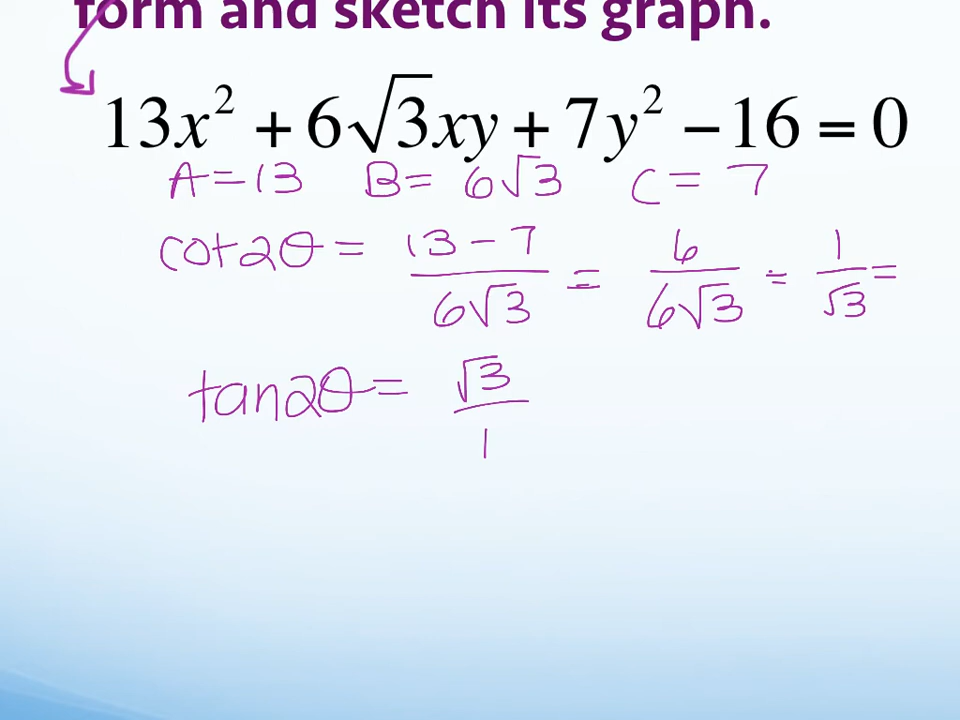 form and sketch its graph.
13x² + 6√3xy + 7y² − 16 = 0
A = 13 B = 6√3 C = 7
cot2θ = (13 − 7)/(6√3) = 6/(6√3) = 1/√3 =
tan2θ = √3/1